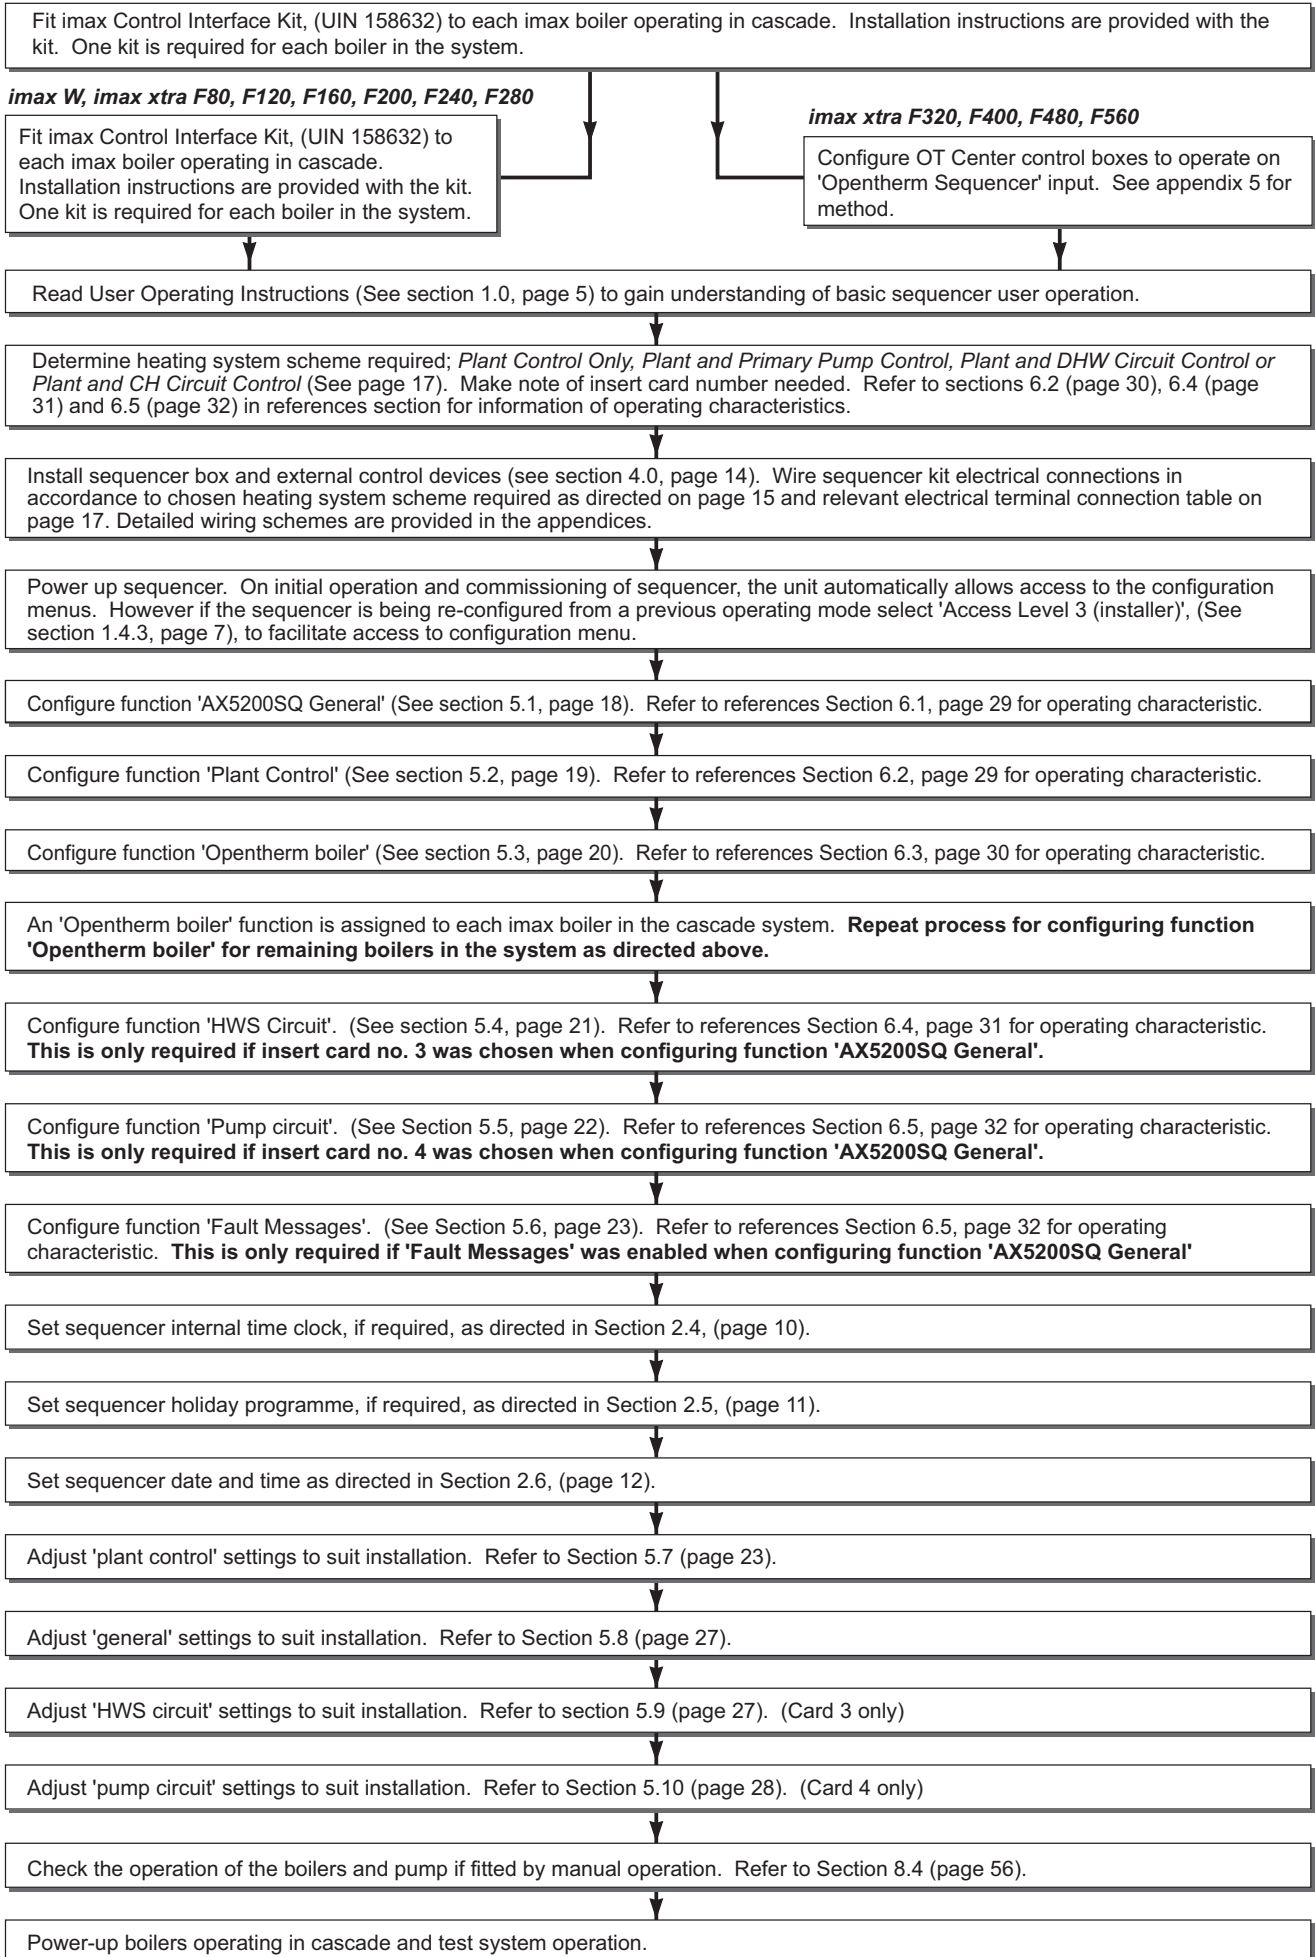 Fit imax Control Interface Kit, (UIN 158632) to each imax boiler operating in cascade. Installation instructions are provided with the
kit. One kit is required for each boiler in the system.
imax W, imax xtra F80, F120, F160, F200, F240, F280
Fit imax Control Interface Kit, (UIN 158632) to
each imax boiler operating in cascade.
Installation instructions are provided with the kit.
One kit is required for each boiler in the system.
imax xtra F320, F400, F480, F560
Configure OT Center control boxes to operate on
'Opentherm Sequencer' input. See appendix 5 for
method.
Read User Operating Instructions (See section 1.0, page 5) to gain understanding of basic sequencer user operation.
Determine heating system scheme required; Plant Control Only, Plant and Primary Pump Control, Plant and DHW Circuit Control or
Plant and CH Circuit Control (See page 17). Make note of insert card number needed. Refer to sections 6.2 (page 30), 6.4 (page
31) and 6.5 (page 32) in references section for information of operating characteristics.
Install sequencer box and external control devices (see section 4.0, page 14). Wire sequencer kit electrical connections in
accordance to chosen heating system scheme required as directed on page 15 and relevant electrical terminal connection table on
page 17. Detailed wiring schemes are provided in the appendices.
Power up sequencer. On initial operation and commissioning of sequencer, the unit automatically allows access to the configuration
menus. However if the sequencer is being re-configured from a previous operating mode select 'Access Level 3 (installer)', (See
section 1.4.3, page 7), to facilitate access to configuration menu.
Configure function 'AX5200SQ General' (See section 5.1, page 18). Refer to references Section 6.1, page 29 for operating characteristic.
Configure function 'Plant Control' (See section 5.2, page 19). Refer to references Section 6.2, page 29 for operating characteristic.
Configure function 'Opentherm boiler' (See section 5.3, page 20). Refer to references Section 6.3, page 30 for operating characteristic.
An 'Opentherm boiler' function is assigned to each imax boiler in the cascade system. Repeat process for configuring function
'Opentherm boiler' for remaining boilers in the system as directed above.
Configure function 'HWS Circuit'. (See section 5.4, page 21). Refer to references Section 6.4, page 31 for operating characteristic.
This is only required if insert card no. 3 was chosen when configuring function 'AX5200SQ General'.
Configure function 'Pump circuit'. (See Section 5.5, page 22). Refer to references Section 6.5, page 32 for operating characteristic.
This is only required if insert card no. 4 was chosen when configuring function 'AX5200SQ General'.
Configure function 'Fault Messages'. (See Section 5.6, page 23). Refer to references Section 6.5, page 32 for operating
characteristic. This is only required if 'Fault Messages' was enabled when configuring function 'AX5200SQ General'
Set sequencer internal time clock, if required, as directed in Section 2.4, (page 10).
Set sequencer holiday programme, if required, as directed in Section 2.5, (page 11).
Set sequencer date and time as directed in Section 2.6, (page 12).
Adjust 'plant control' settings to suit installation. Refer to Section 5.7 (page 23).
Adjust 'general' settings to suit installation. Refer to Section 5.8 (page 27).
Adjust 'HWS circuit' settings to suit installation. Refer to section 5.9 (page 27). (Card 3 only)
Adjust 'pump circuit' settings to suit installation. Refer to Section 5.10 (page 28). (Card 4 only)
Check the operation of the boilers and pump if fitted by manual operation. Refer to Section 8.4 (page 56).
Power-up boilers operating in cascade and test system operation.